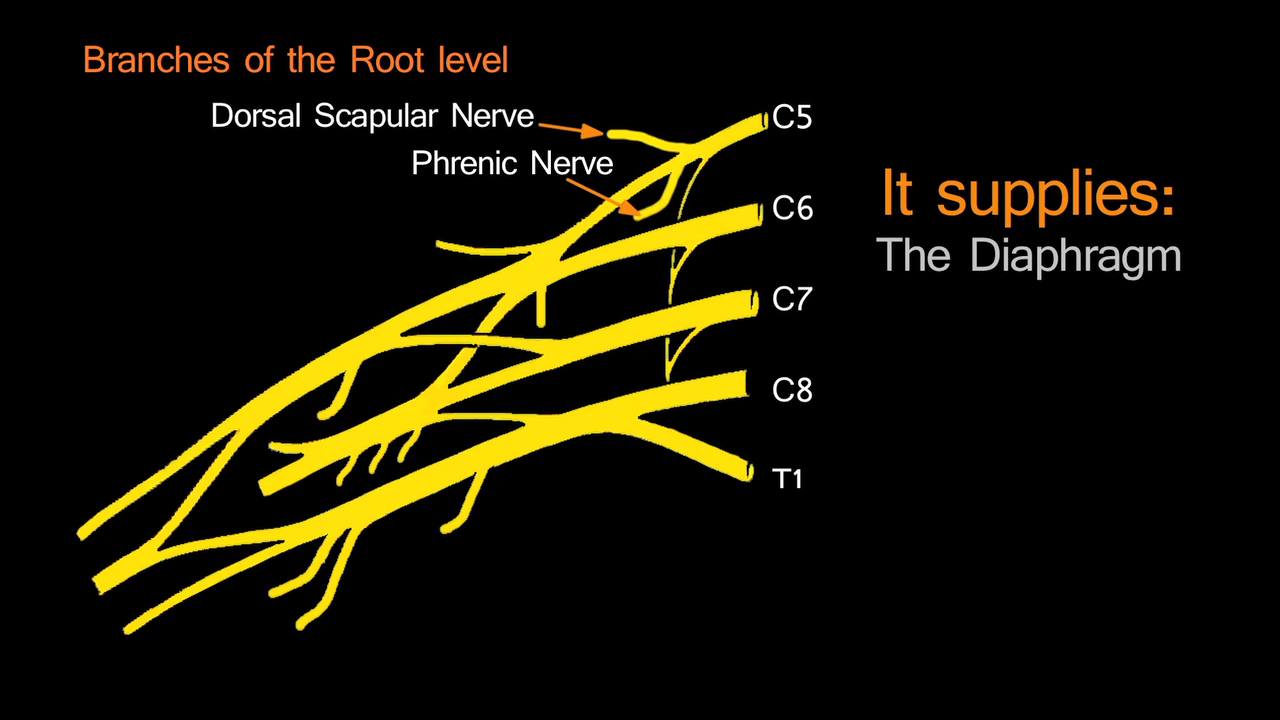 Branches of the Root level
Dorsal Scapular Nerve
Phrenic Nerve
C5
C6
C7
C8
T1
It supplies:
The Diaphragm